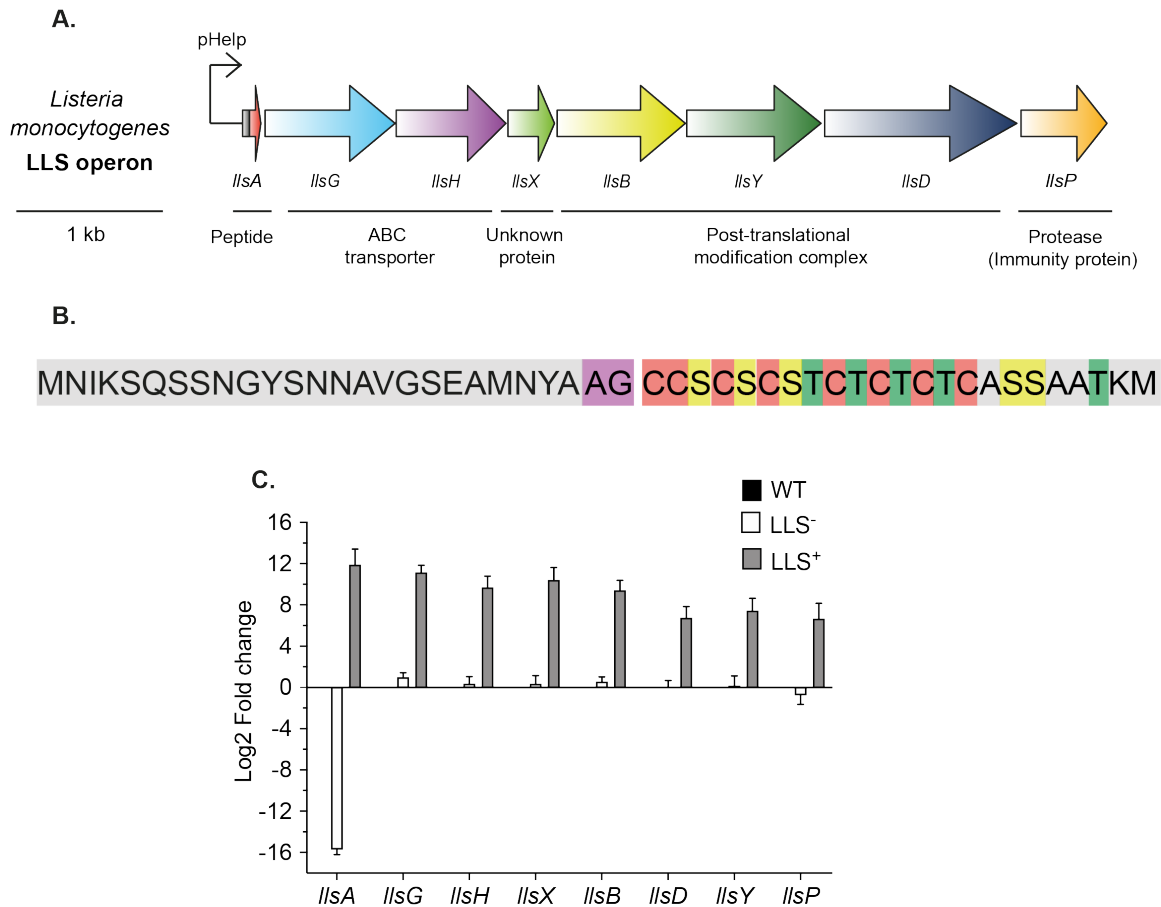 A.
pHelp
Listeria
monocytogenes
LLS operon
llsA llsG llsH llsX llsB llsY llsD llsP
1 kb
Peptide
ABC
transporter
Unknown
protein
Post-translational
modification complex
Protease
(Immunity protein)
B.
MNIKSQSSNGYSNNAVGSEAMNYAAG CCSCSCSTCTCTCTCASSAATKM
C.
WT
LLS-
LLS+
Log2 Fold change
16
12
8
4
0
-4
-8
-12
-16
llsA llsG llsH llsX llsB llsD llsY llsP